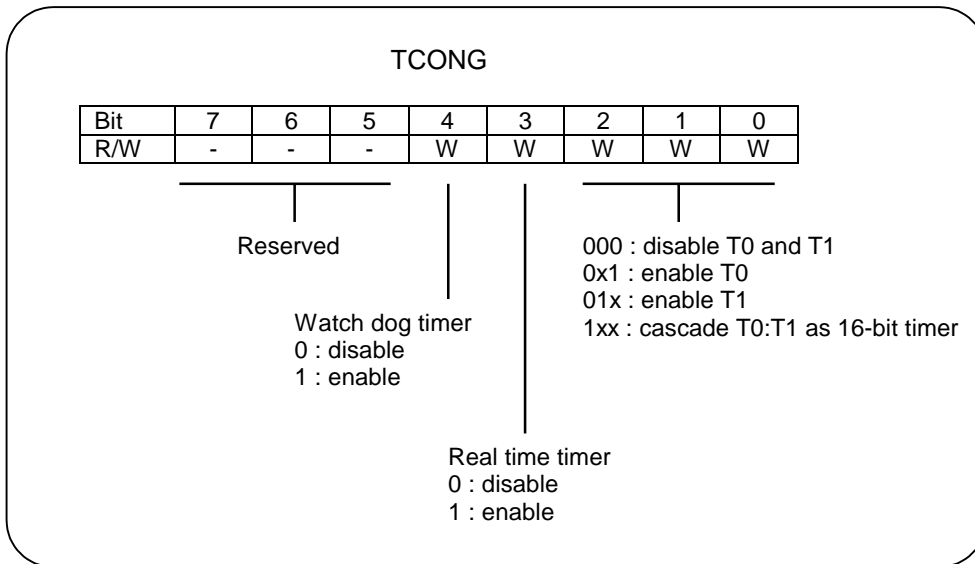 TCONG
Bit 7 6 5 4 3 2 1 0
R/W - - - W W W W W
Reserved
000 : disable T0 and T1
0x1 : enable T0
01x : enable T1
1xx : cascade T0:T1 as 16-bit timer
Watch dog timer
0 : disable
1 : enable
Real time timer
0 : disable
1 : enable